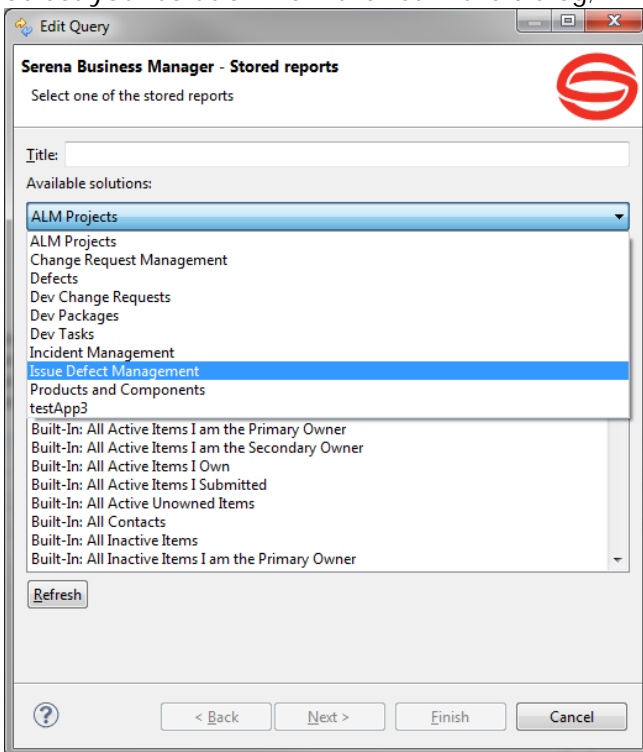 Edit Query
Serena Business Manager - Stored reports
Select one of the stored reports
Title:
Available solutions:
ALM Projects
ALM Projects
Change Request Management
Defects
Dev Change Requests
Dev Packages
Dev Tasks
Incident Management
Issue Defect Management
Products and Components
testApp3
Built-In: All Active Items I am the Primary Owner
Built-In: All Active Items I am the Secondary Owner
Built-In: All Active Items I Own
Built-In: All Active Items I Submitted
Built-In: All Active Unowned Items
Built-In: All Contacts
Built-In: All Inactive Items
Built-In: All Inactive Items I am the Primary Owner
Refresh
? < Back Next > Finish Cancel